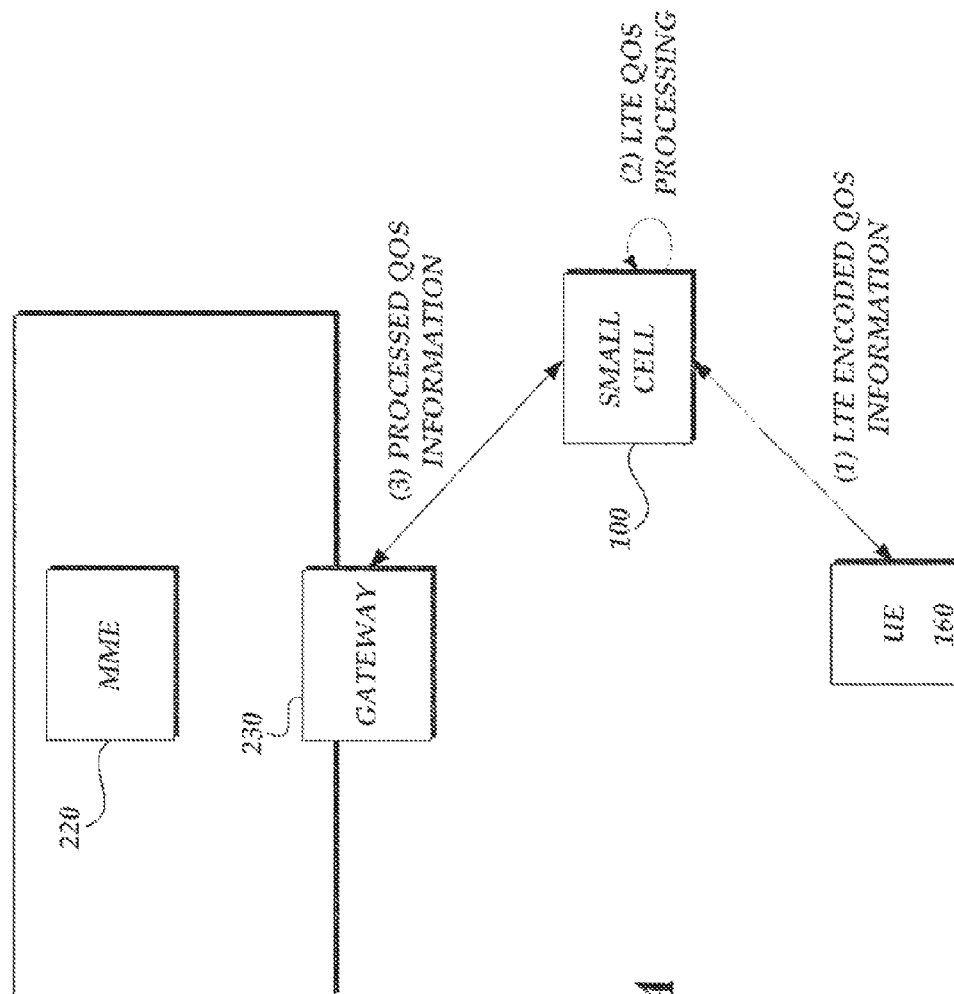 MME
220
230
GATEWAY
(3) PROCESSED QOS
INFORMATION
SMALL
CELL
100
(2) LTE QOS
PROCESSING
(1) LTE ENCODED QOS
INFORMATION
UE
160